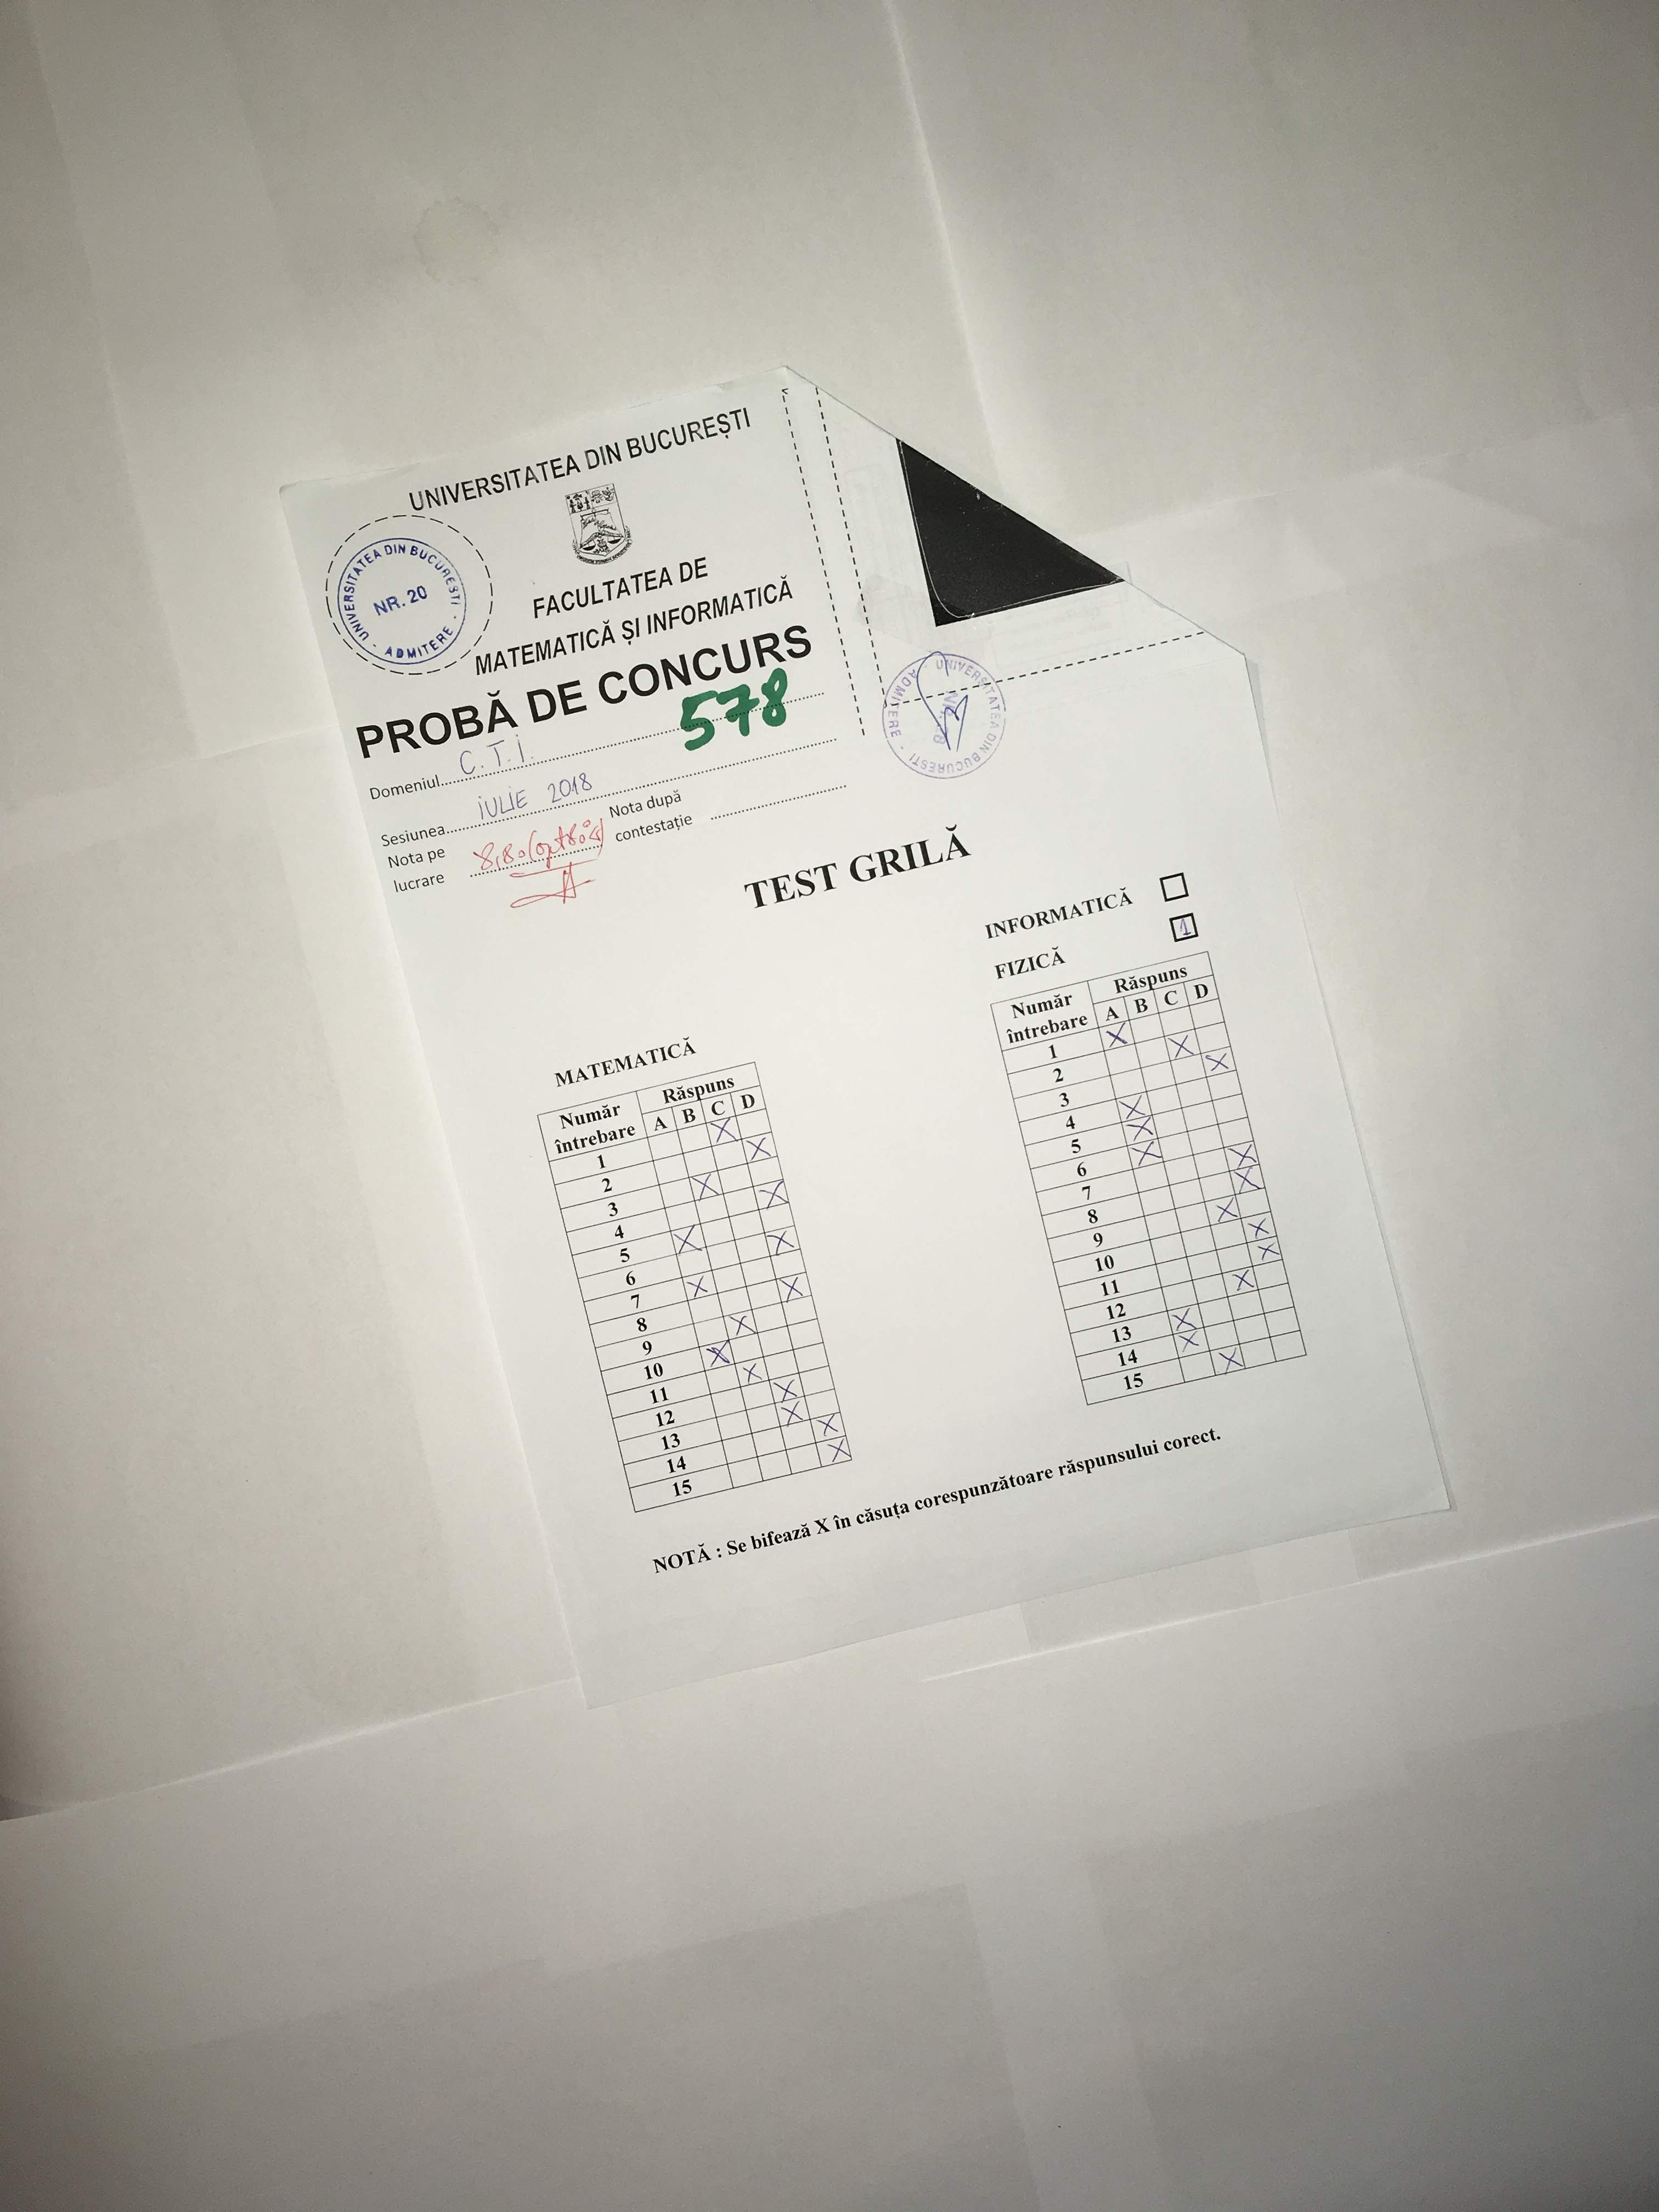 UNIVERSITATEA DIN BUCUREȘTI
UNIVERSITATEA DIN BUCUREȘTI · ADMITERE ·
NR. 20
FACULTATEA DE
MATEMATICĂ ȘI INFORMATICĂ
PROBĂ DE CONCURS
578
Domeniul C.T.I.
Sesiunea IULIE 2018
Nota pe lucrare 8,80
Nota după contestație
UNIVERSITATEA DIN BUCURESTI · ADMITERE ·
TEST GRILĂ
MATEMATICĂ
Număr întrebare Răspuns
A B C D
1 X
2 X
3 X
4 X
5 X
6 X
7 X
8 X
9 X
10 X
11 X
12 X
13 X
14 X
15 X
INFORMATICĂ
FIZICĂ 1
Număr întrebare Răspuns
A B C D
1 X
2 X
3 X
4 X
5 X
6 X
7 X
8 X
9 X
10 X
11 X
12 X
13 X
14 X
15 X
NOTĂ : Se bifează X în căsuța corespunzătoare răspunsului corect.